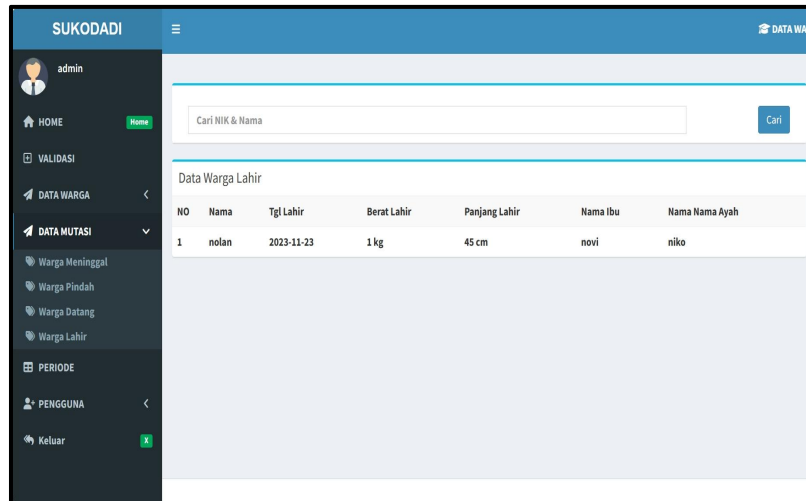 SUKODADI
DATA WA
admin
HOME Home
VALIDASI
DATA WARGA
DATA MUTASI
Warga Meninggal
Warga Pindah
Warga Datang
Warga Lahir
PERIODE
PENGGUNA
Keluar X
Cari NIK & Nama Cari
Data Warga Lahir
NO Nama Tgl Lahir Berat Lahir Panjang Lahir Nama Ibu Nama Nama Ayah
1 nolan 2023-11-23 1 kg 45 cm novi niko